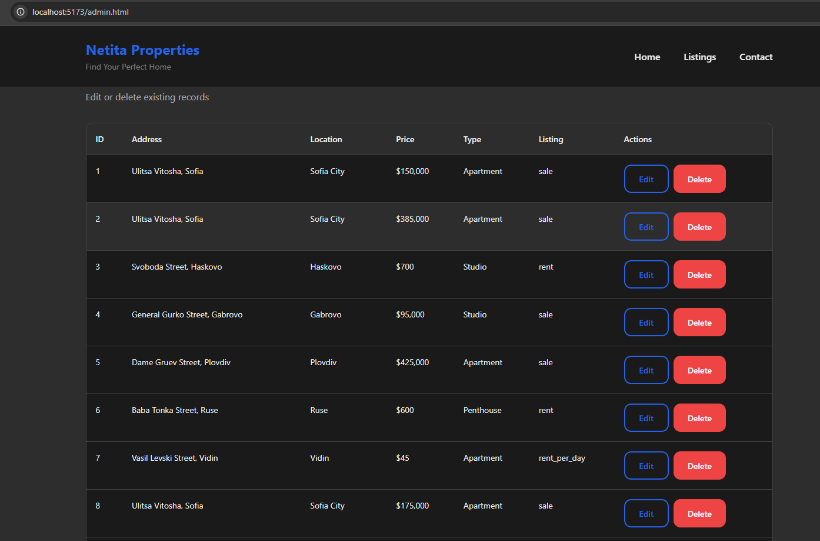 localhost:5173/admin.html
Netita Properties
Find Your Perfect Home
Home Listings Contact
Edit or delete existing records
ID Address Location Price Type Listing Actions
1 Ulitsa Vitosha, Sofia Sofia City $150,000 Apartment sale Edit Delete
2 Ulitsa Vitosha, Sofia Sofia City $385,000 Apartment sale Edit Delete
3 Svoboda Street, Haskovo Haskovo $700 Studio rent Edit Delete
4 General Gurko Street, Gabrovo Gabrovo $95,000 Studio sale Edit Delete
5 Dame Gruev Street, Plovdiv Plovdiv $425,000 Apartment sale Edit Delete
6 Baba Tonka Street, Ruse Ruse $600 Penthouse rent Edit Delete
7 Vasil Levski Street, Vidin Vidin $45 Apartment rent_per_day Edit Delete
8 Ulitsa Vitosha, Sofia Sofia City $175,000 Apartment sale Edit Delete